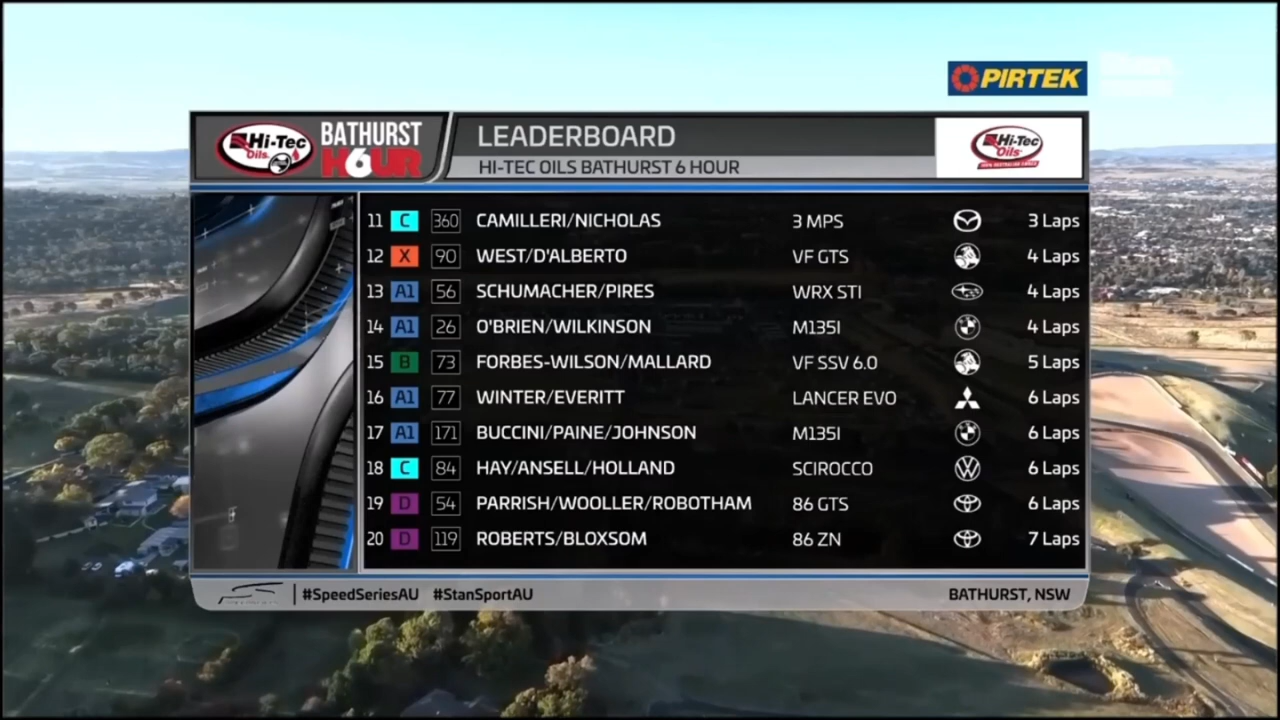 PIRTEK
Hi-Tec Oils
BATHURST
6 HOUR
LEADERBOARD
HI-TEC OILS BATHURST 6 HOUR
Hi-Tec Oils
11 C 360 CAMILLERI/NICHOLAS 3 MPS 3 Laps
12 X 90 WEST/D'ALBERTO VF GTS 4 Laps
13 A1 56 SCHUMACHER/PIRES WRX STI 4 Laps
14 A1 26 O'BRIEN/WILKINSON M135I 4 Laps
15 B 73 FORBES-WILSON/MALLARD VF SSV 6.0 5 Laps
16 A1 77 WINTER/EVERITT LANCER EVO 6 Laps
17 A1 171 BUCCINI/PAINE/JOHNSON M135I 6 Laps
18 C 84 HAY/ANSELL/HOLLAND SCIROCCO 6 Laps
19 D 54 PARRISH/WOOLLER/ROBOTHAM 86 GTS 6 Laps
20 D 119 ROBERTS/BLOXSOM 86 ZN 7 Laps
#SpeedSeriesAU #StanSportAU BATHURST, NSW